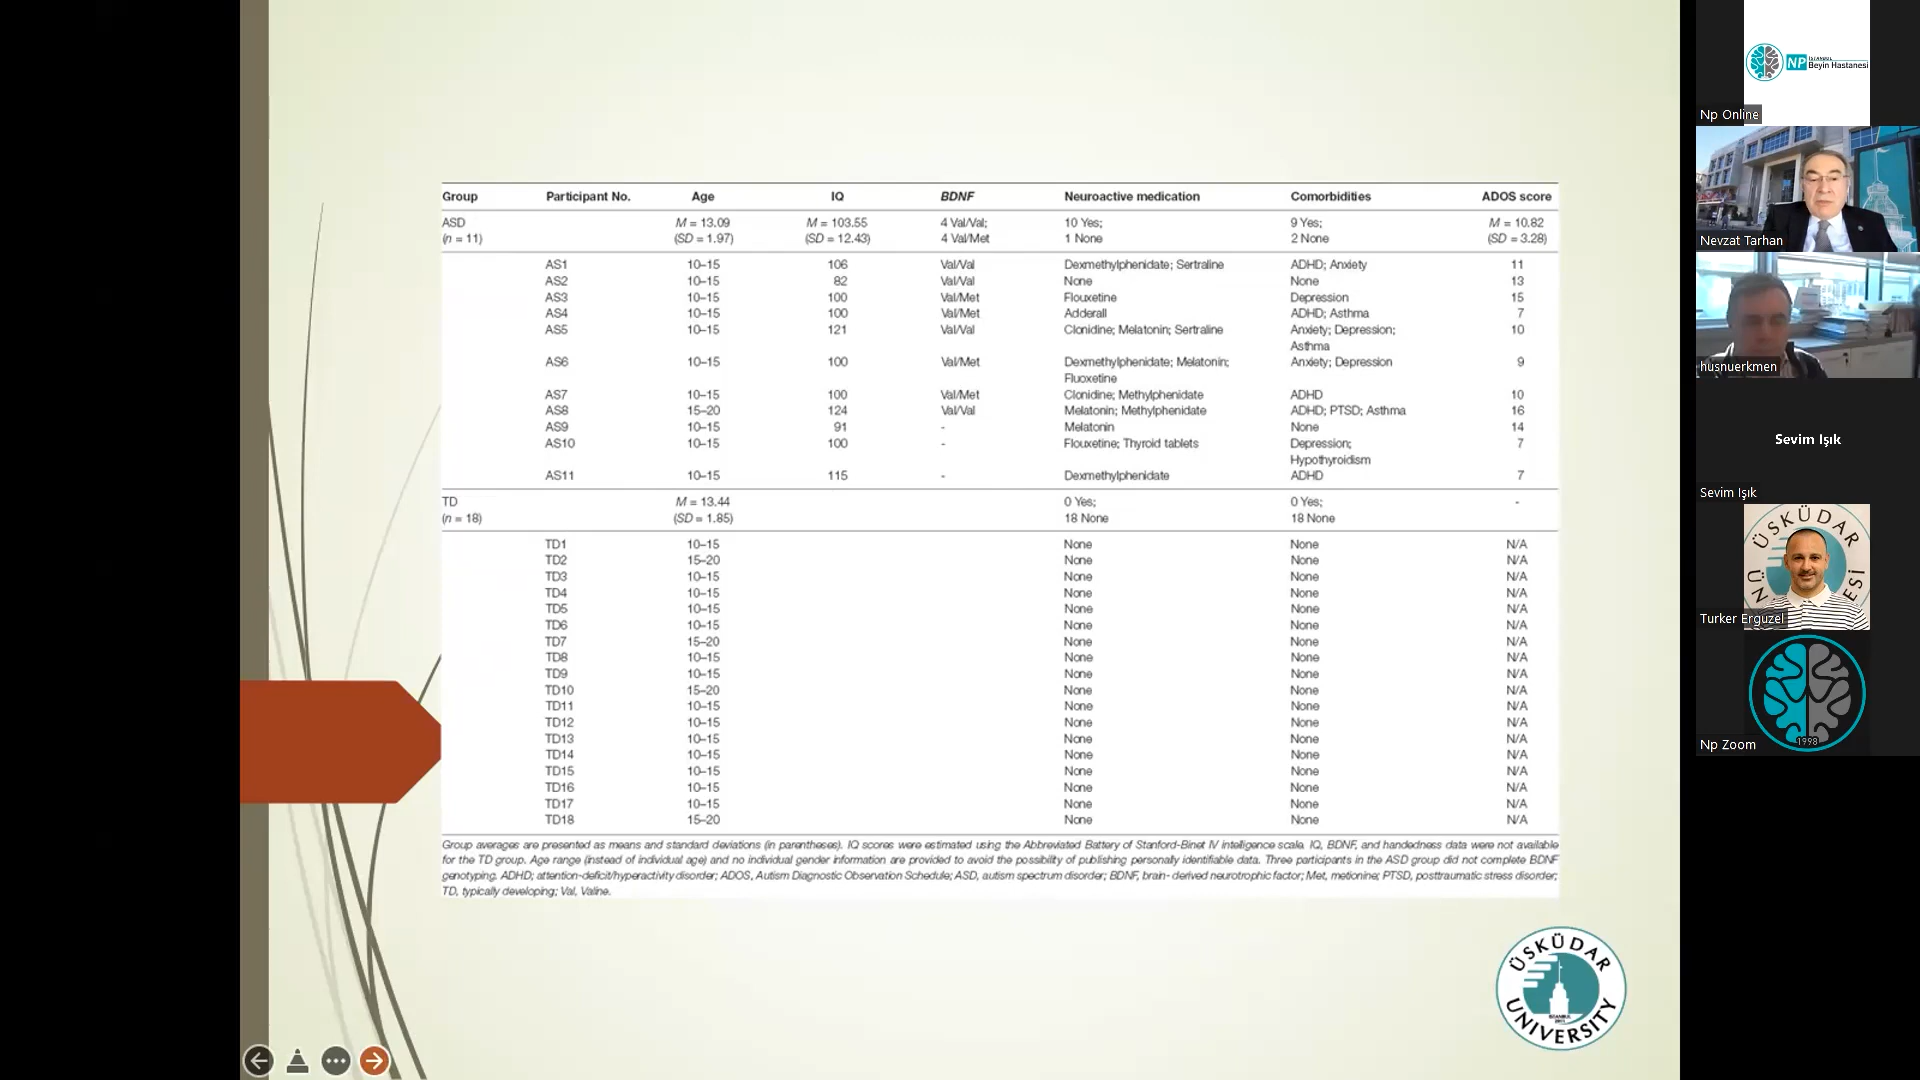 Group Participant No. Age IQ BDNF Neuroactive medication Comorbidities ADOS score
ASD M = 13.09 M = 103.55 4 Val/Val; 10 Yes; 9 Yes; M = 10.82
(n = 11) (SD = 1.97) (SD = 12.43) 4 Val/Met 1 None 2 None (SD = 3.28)
AS1 10–15 106 Val/Val Dexmethylphenidate; Sertraline ADHD; Anxiety 11
AS2 10–15 82 Val/Val None None 13
AS3 10–15 100 Val/Met Flouxetine Depression 15
AS4 10–15 100 Val/Met Adderall ADHD; Asthma 7
AS5 10–15 121 Val/Val Clonidine; Melatonin; Sertraline Anxiety; Depression; 10
Asthma
AS6 10–15 100 Val/Met Dexmethylphenidate; Melatonin; Anxiety; Depression 9
Fluoxetine
AS7 10–15 100 Val/Met Clonidine; Methylphenidate ADHD 10
AS8 15–20 124 Val/Val Melatonin; Methylphenidate ADHD; PTSD; Asthma 16
AS9 10–15 91 - Melatonin None 14
AS10 10–15 100 - Flouxetine; Thyroid tablets Depression; 7
Hypothyroidism
AS11 10–15 115 - Dexmethylphenidate ADHD 7
TD M = 13.44 0 Yes; 0 Yes; -
(n = 18) (SD = 1.85) 18 None 18 None
TD1 10–15 None None N/A
TD2 15–20 None None N/A
TD3 10–15 None None N/A
TD4 10–15 None None N/A
TD5 10–15 None None N/A
TD6 10–15 None None N/A
TD7 15–20 None None N/A
TD8 10–15 None None N/A
TD9 10–15 None None N/A
TD10 15–20 None None N/A
TD11 10–15 None None N/A
TD12 10–15 None None N/A
TD13 10–15 None None N/A
TD14 10–15 None None N/A
TD15 10–15 None None N/A
TD16 10–15 None None N/A
TD17 10–15 None None N/A
TD18 15–20 None None N/A
Group averages are presented as means and standard deviations (in parentheses). IQ scores were estimated using the Abbreviated Battery of Stanford-Binet IV intelligence scale. IQ, BDNF, and handedness data were not available
for the TD group. Age range (instead of individual age) and no individual gender information are provided to avoid the possibility of publishing personally identifiable data. Three participants in the ASD group did not complete BDNF
genotyping. ADHD; attention-deficit/hyperactivity disorder; ADOS, Autism Diagnostic Observation Schedule; ASD, autism spectrum disorder; BDNF, brain- derived neurotrophic factor; Met, metionine; PTSD, posttraumatic stress disorder;
TD, typically developing; Val, Valine.
ÜSKÜDAR
UNIVERSITY
NP İSTANBUL
Beyin Hastanesi
Np Online
Nevzat Tarhan
husnuerkmen
Sevim Işık
Sevim Işık
ÜSKÜDAR
Turker Erguzel
1998
Np Zoom